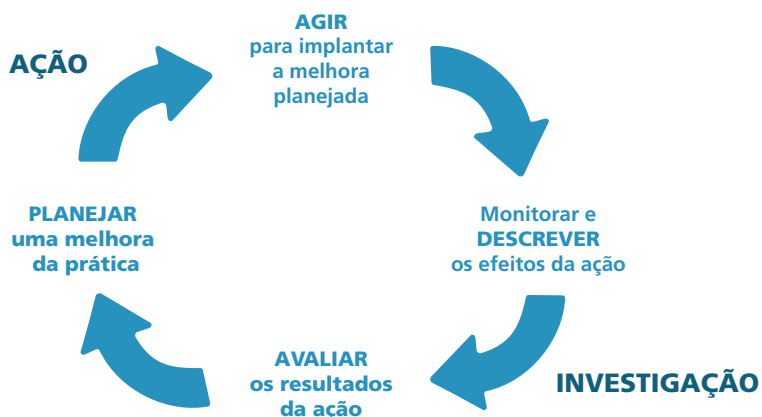 AÇÃO
AGIR
para implantar
a melhora
planejada
Monitorar e
DESCREVER
os efeitos da ação
INVESTIGAÇÃO
AVALIAR
os resultados
da ação
PLANEJAR
uma melhora
da prática